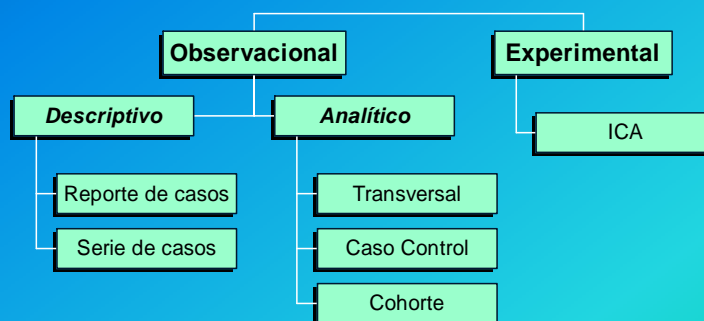 Observacional
Experimental
Descriptivo
Analítico
ICA
Reporte de casos
Transversal
Serie de casos
Caso Control
Cohorte